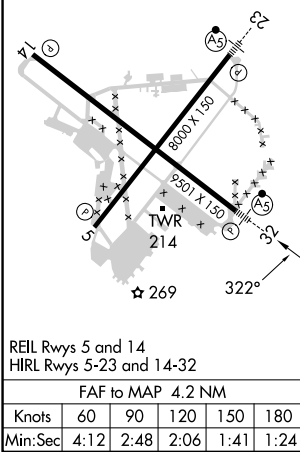 23
A5
P
14
P
8000 X 150
9501 X 150
A5
P
5
P
TWR
214
32
269
322°
REIL Rwys 5 and 14
HIRL Rwys 5-23 and 14-32
FAF to MAP 4.2 NM
Knots 60 90 120 150 180
Min:Sec 4:12 2:48 2:06 1:41 1:24